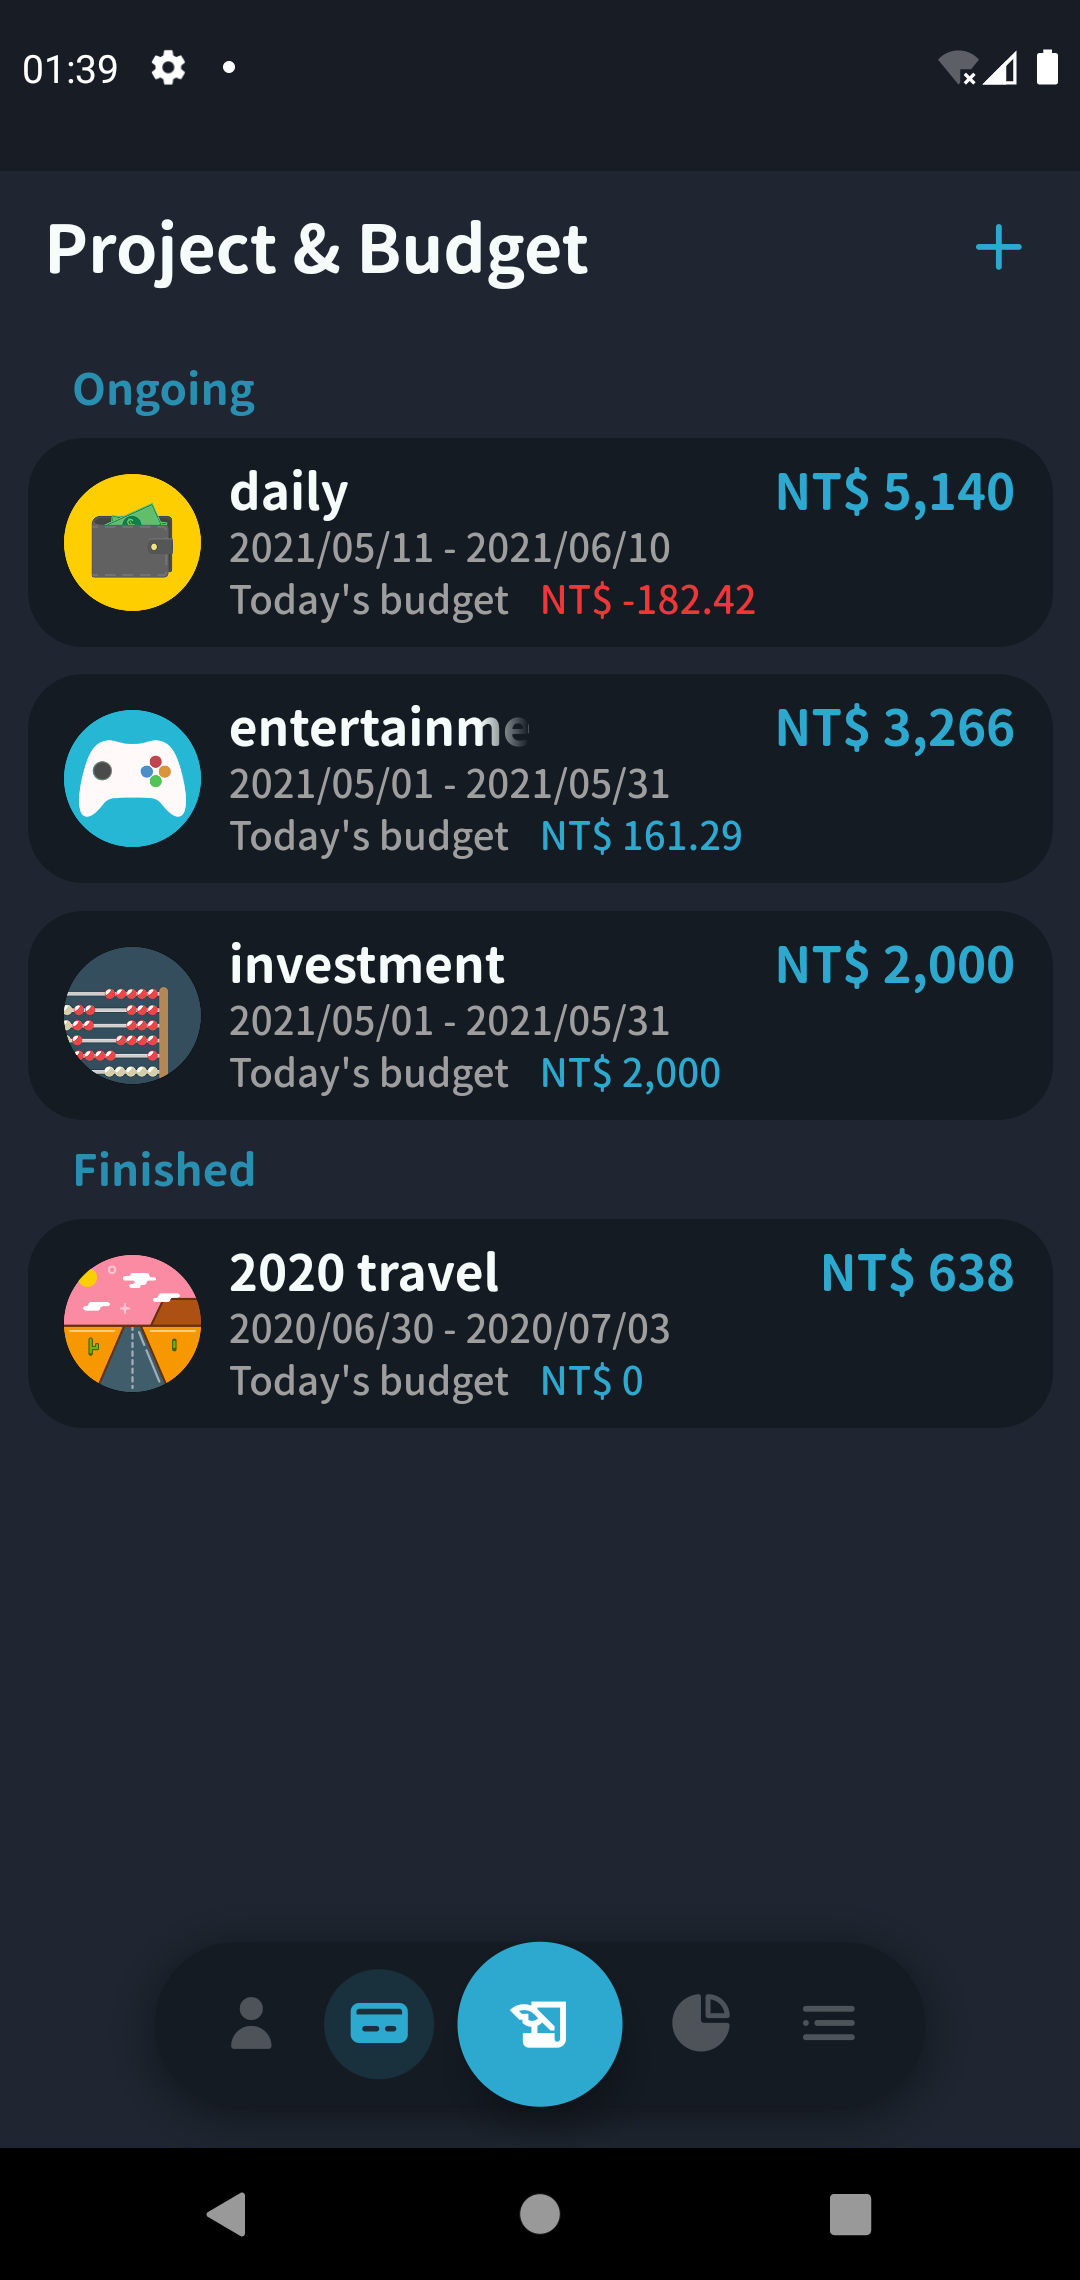 01:39
Project & Budget
Ongoing
daily NT$ 5,140
2021/05/11 - 2021/06/10
Today's budget NT$ -182.42
entertainme NT$ 3,266
2021/05/01 - 2021/05/31
Today's budget NT$ 161.29
investment NT$ 2,000
2021/05/01 - 2021/05/31
Today's budget NT$ 2,000
Finished
2020 travel NT$ 638
2020/06/30 - 2020/07/03
Today's budget NT$ 0